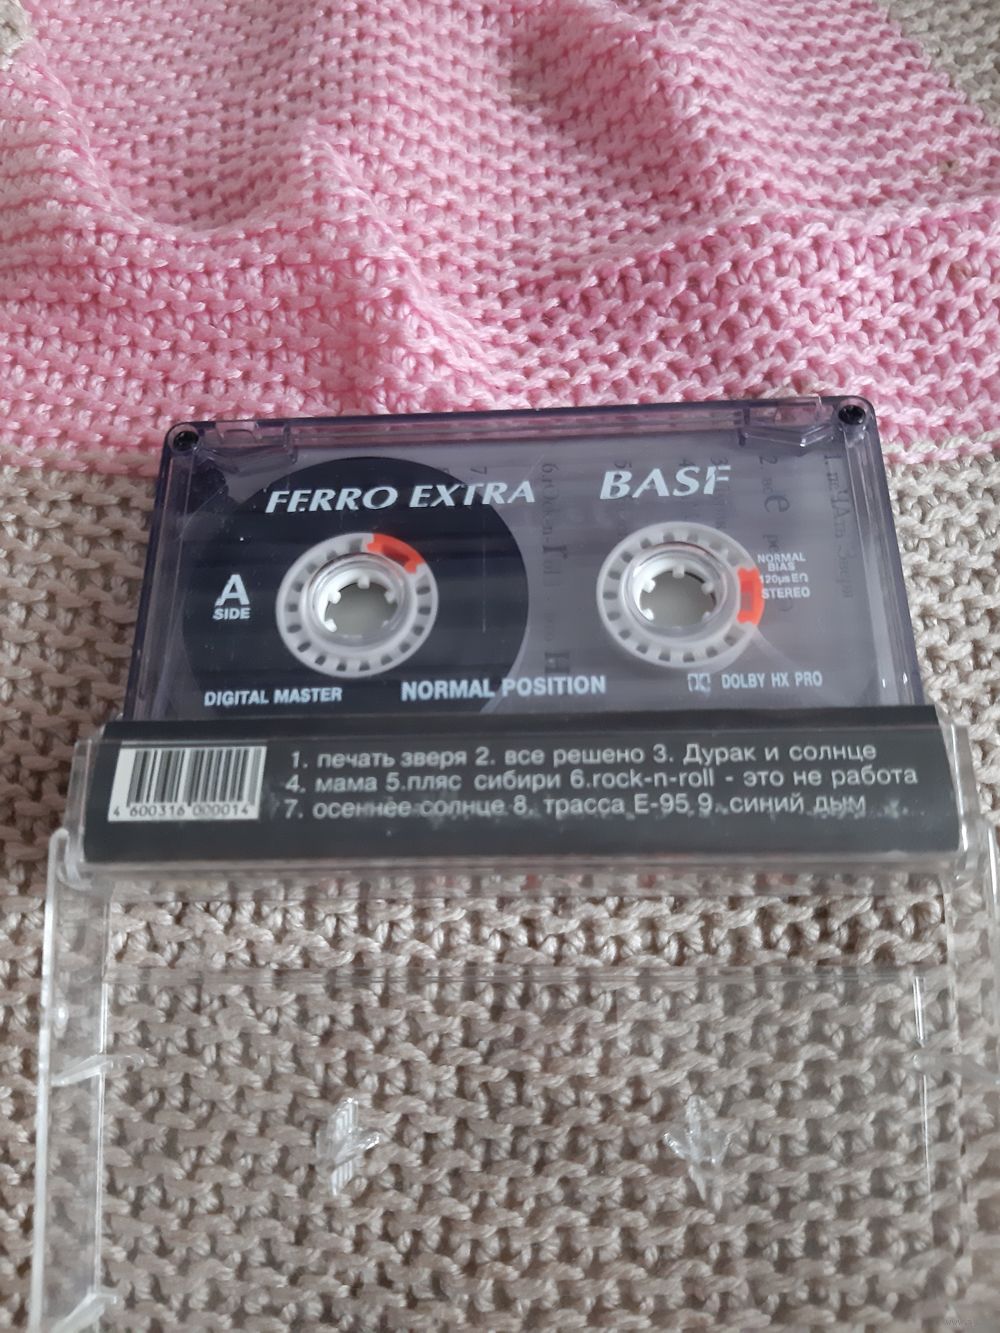 FERRO EXTRA BASF
A
SIDE
NORMAL
BIAS
120µs EQ
STEREO
DIGITAL MASTER NORMAL POSITION DOLBY HX PRO
1. печать зверя 2. все решено 3. Дурак и солнце
4. мама 5.пляс сибири 6.rock-n-roll - это не работа
7. осеннее солнце 8. трасса Е-95 9. синий дым
4 600316 000014